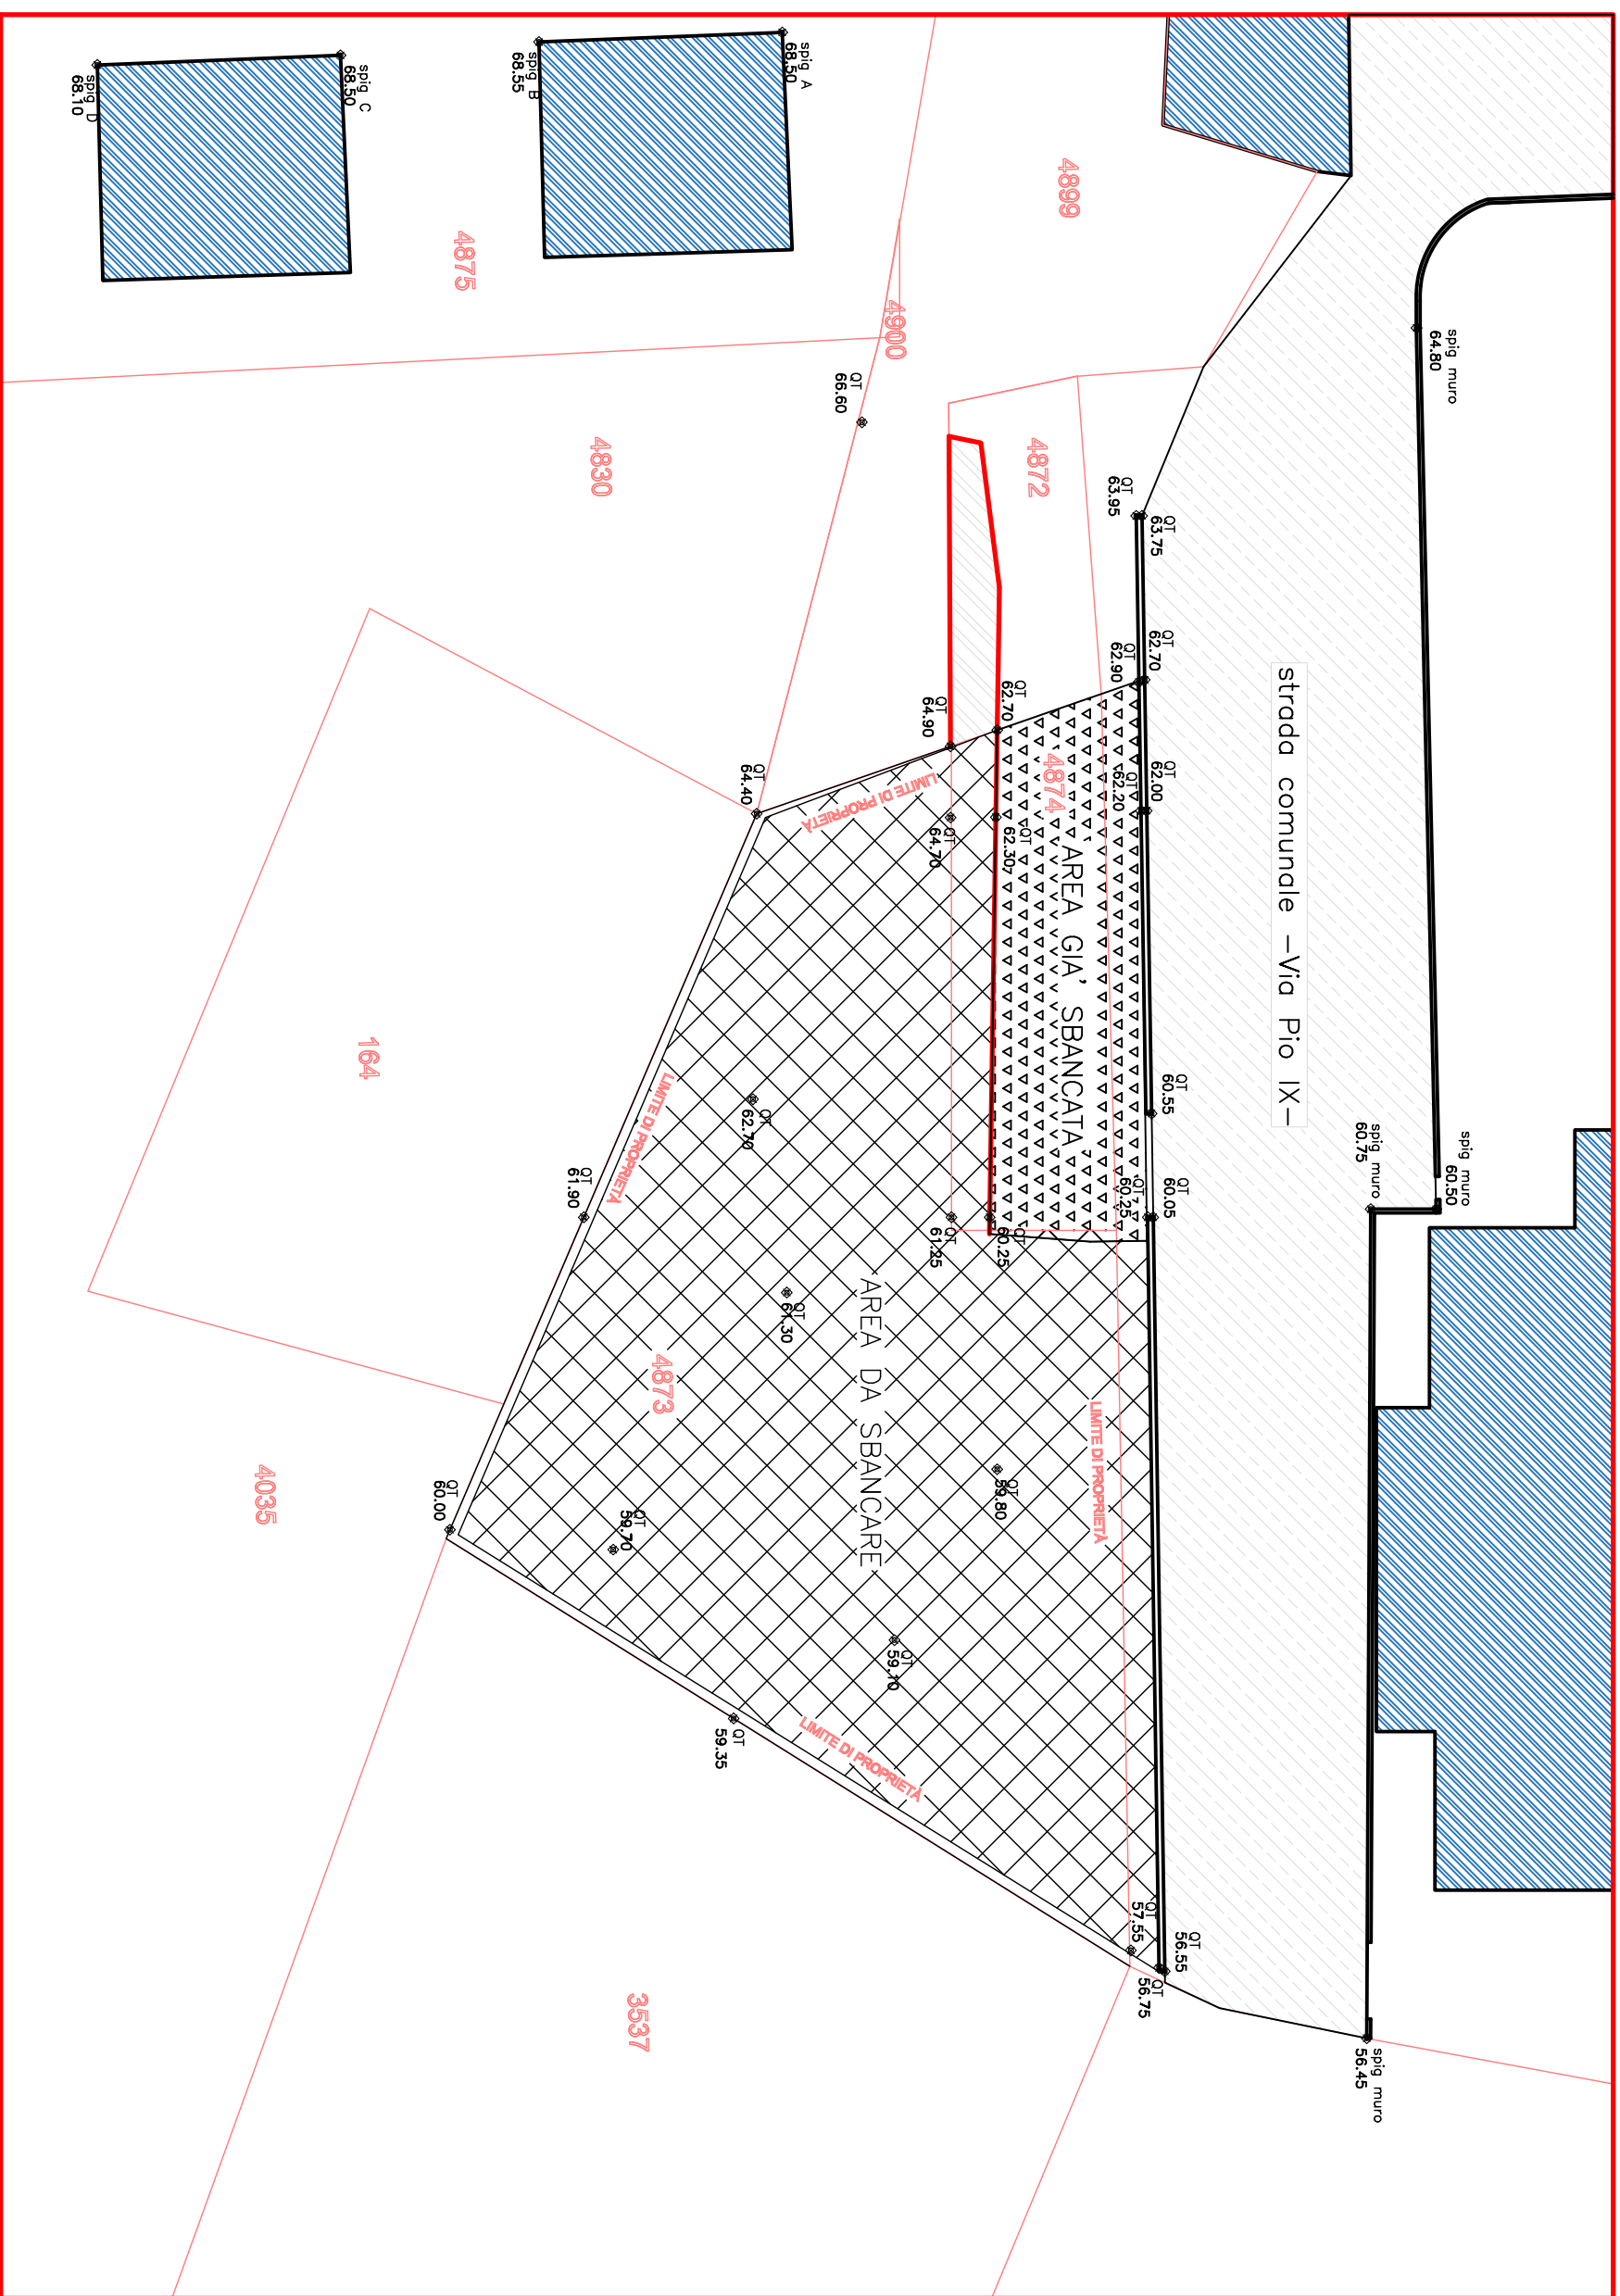 strada comunale -Via Pio IX-
spig muro
64.80
spig muro
60.50
spig muro
60.75
spig muro
56.45
4899
4872
4900
4875
4830
4874
4873
164
4035
3537
AREA GIA' SBANCATA
AREA DA SBANCARE
LIMITE DI PROPRIETÀ
LIMITE DI PROPRIETÀ
LIMITE DI PROPRIETÀ
LIMITE DI PROPRIETÀ
spig A
68.50
spig B
68.55
spig C
68.50
spig D
68.10
QT
66.60
QT
63.75
QT
63.95
QT
62.70
QT
62.90
QT
62.00
QT
62.20
QT
60.55
QT
60.05
QT
60.25
QT
62.70
QT
64.90
QT
62.30
QT
64.70
QT
64.40
QT
60.25
QT
61.25
QT
62.70
QT
61.90
QT
61.30
QT
59.80
QT
59.70
QT
60.00
QT
59.10
QT
59.35
QT
57.55
QT
56.55
QT
56.75